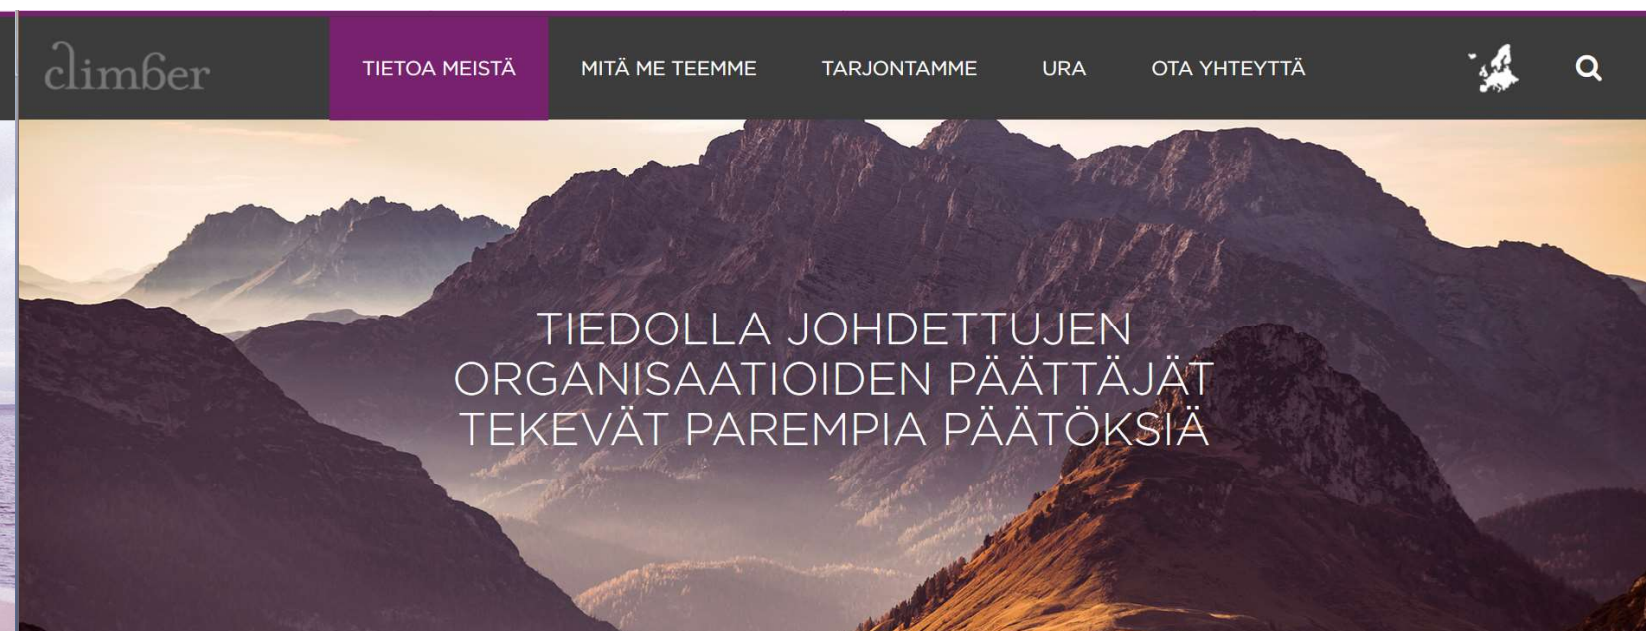 climber
TIETOA MEISTÄ
MITÄ ME TEEMME
TARJONTAMME
URA
OTA YHTEYTTÄ
TIEDOLLA JOHDETTUJEN
ORGANISAATIOIDEN PÄÄTTÄJÄT
TEKEVÄT PAREMPIA PÄÄTÖKSIÄ